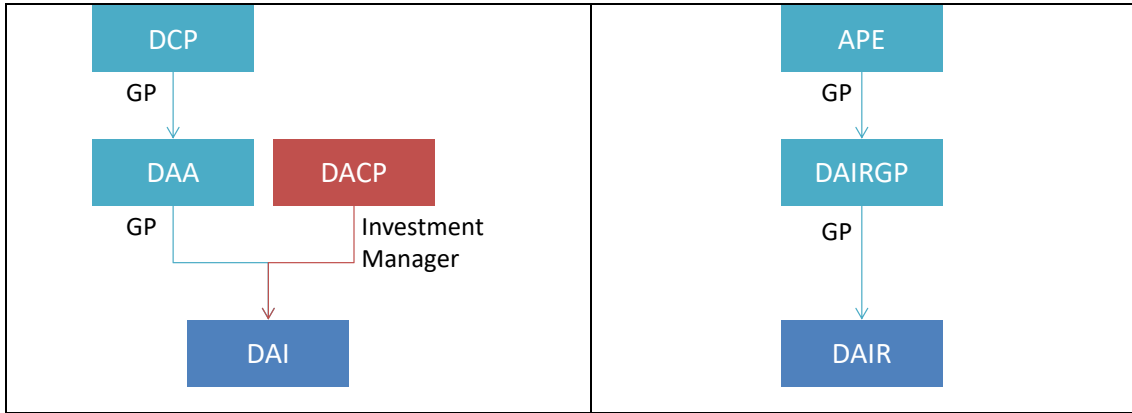 DCP
GP
DAA
DACP
GP
Investment
Manager
DAI
APE
GP
DAIRGP
GP
DAIR